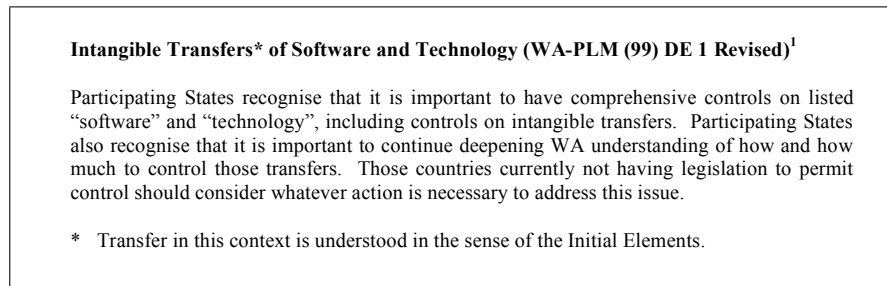 Intangible Transfers* of Software and Technology (WA-PLM (99) DE 1 Revised)1
Participating States recognise that it is important to have comprehensive controls on listed
“software” and “technology”, including controls on intangible transfers. Participating States
also recognise that it is important to continue deepening WA understanding of how and how
much to control those transfers. Those countries currently not having legislation to permit
control should consider whatever action is necessary to address this issue.
* Transfer in this context is understood in the sense of the Initial Elements.